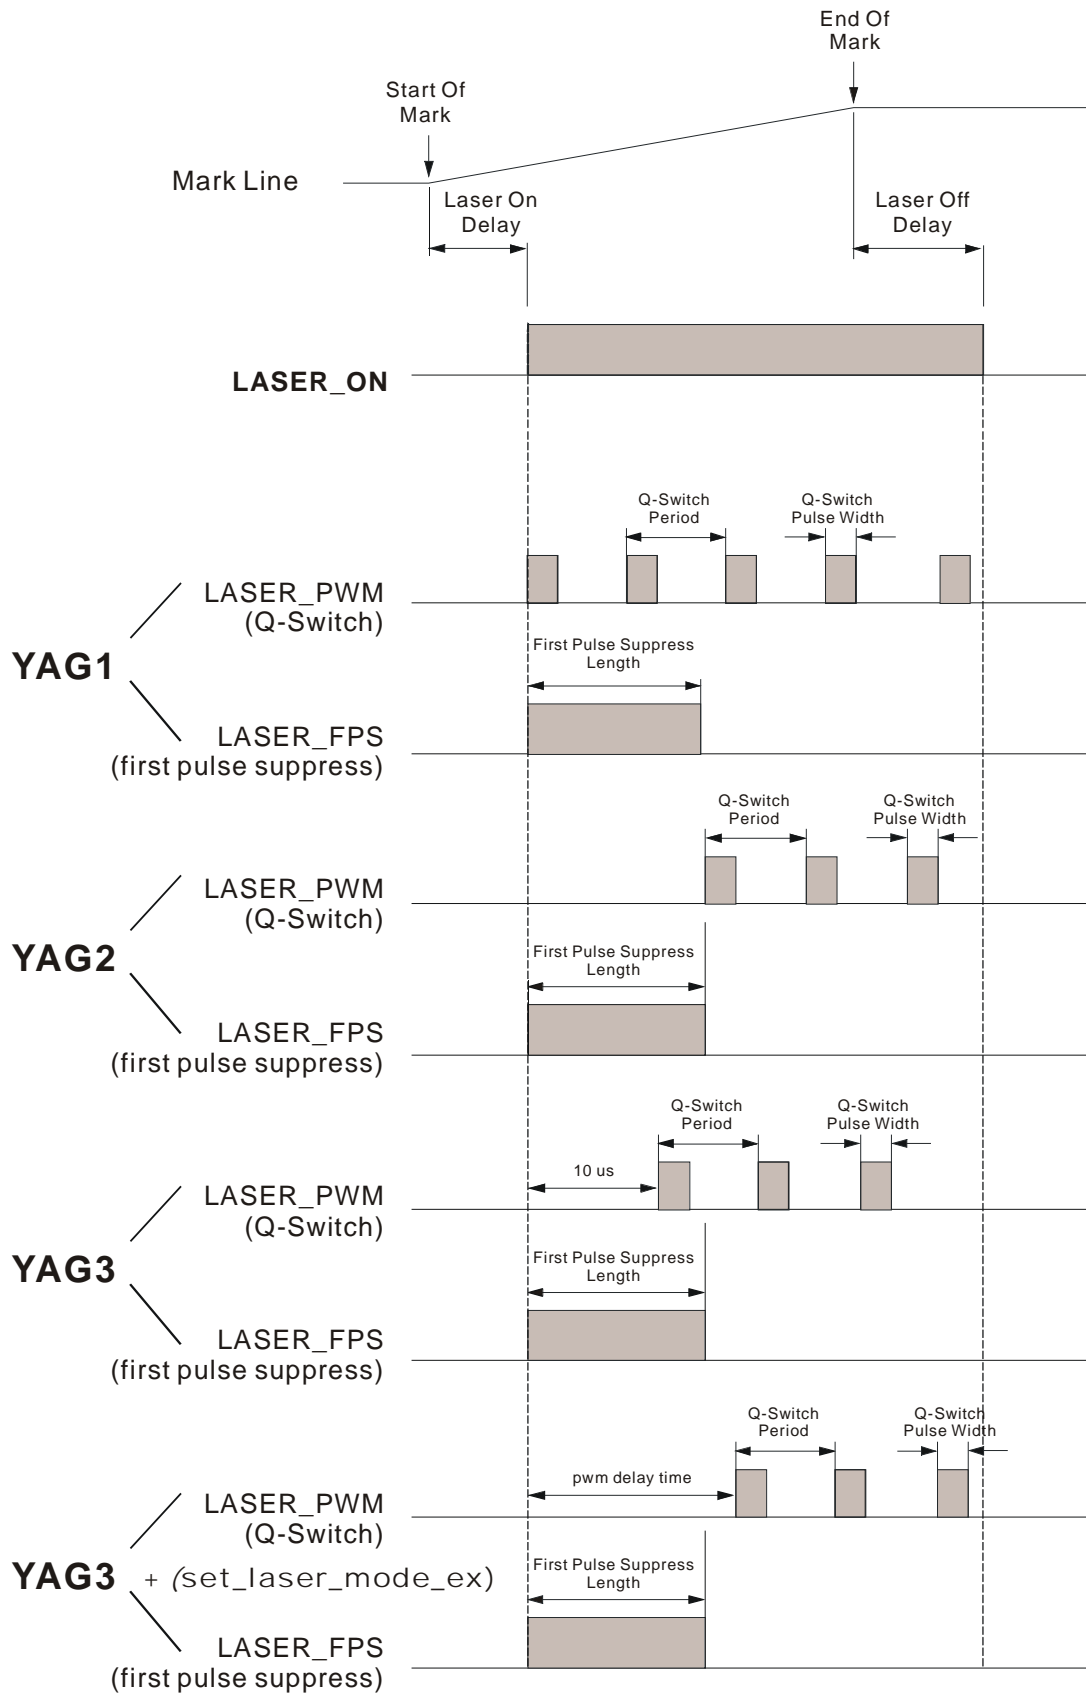 End Of
Mark
Start Of
Mark
Mark Line
Laser On
Delay
Laser Off
Delay
LASER_ON
Q-Switch
Period
Q-Switch
Pulse Width
LASER_PWM
(Q-Switch)
YAG1
First Pulse Suppress
Length
LASER_FPS
(first pulse suppress)
Q-Switch
Period
Q-Switch
Pulse Width
LASER_PWM
(Q-Switch)
YAG2
First Pulse Suppress
Length
LASER_FPS
(first pulse suppress)
Q-Switch
Period
Q-Switch
Pulse Width
10 us
LASER_PWM
(Q-Switch)
YAG3
First Pulse Suppress
Length
LASER_FPS
(first pulse suppress)
Q-Switch
Period
Q-Switch
Pulse Width
pwm delay time
LASER_PWM
(Q-Switch)
YAG3 + (set_laser_mode_ex)
First Pulse Suppress
Length
LASER_FPS
(first pulse suppress)